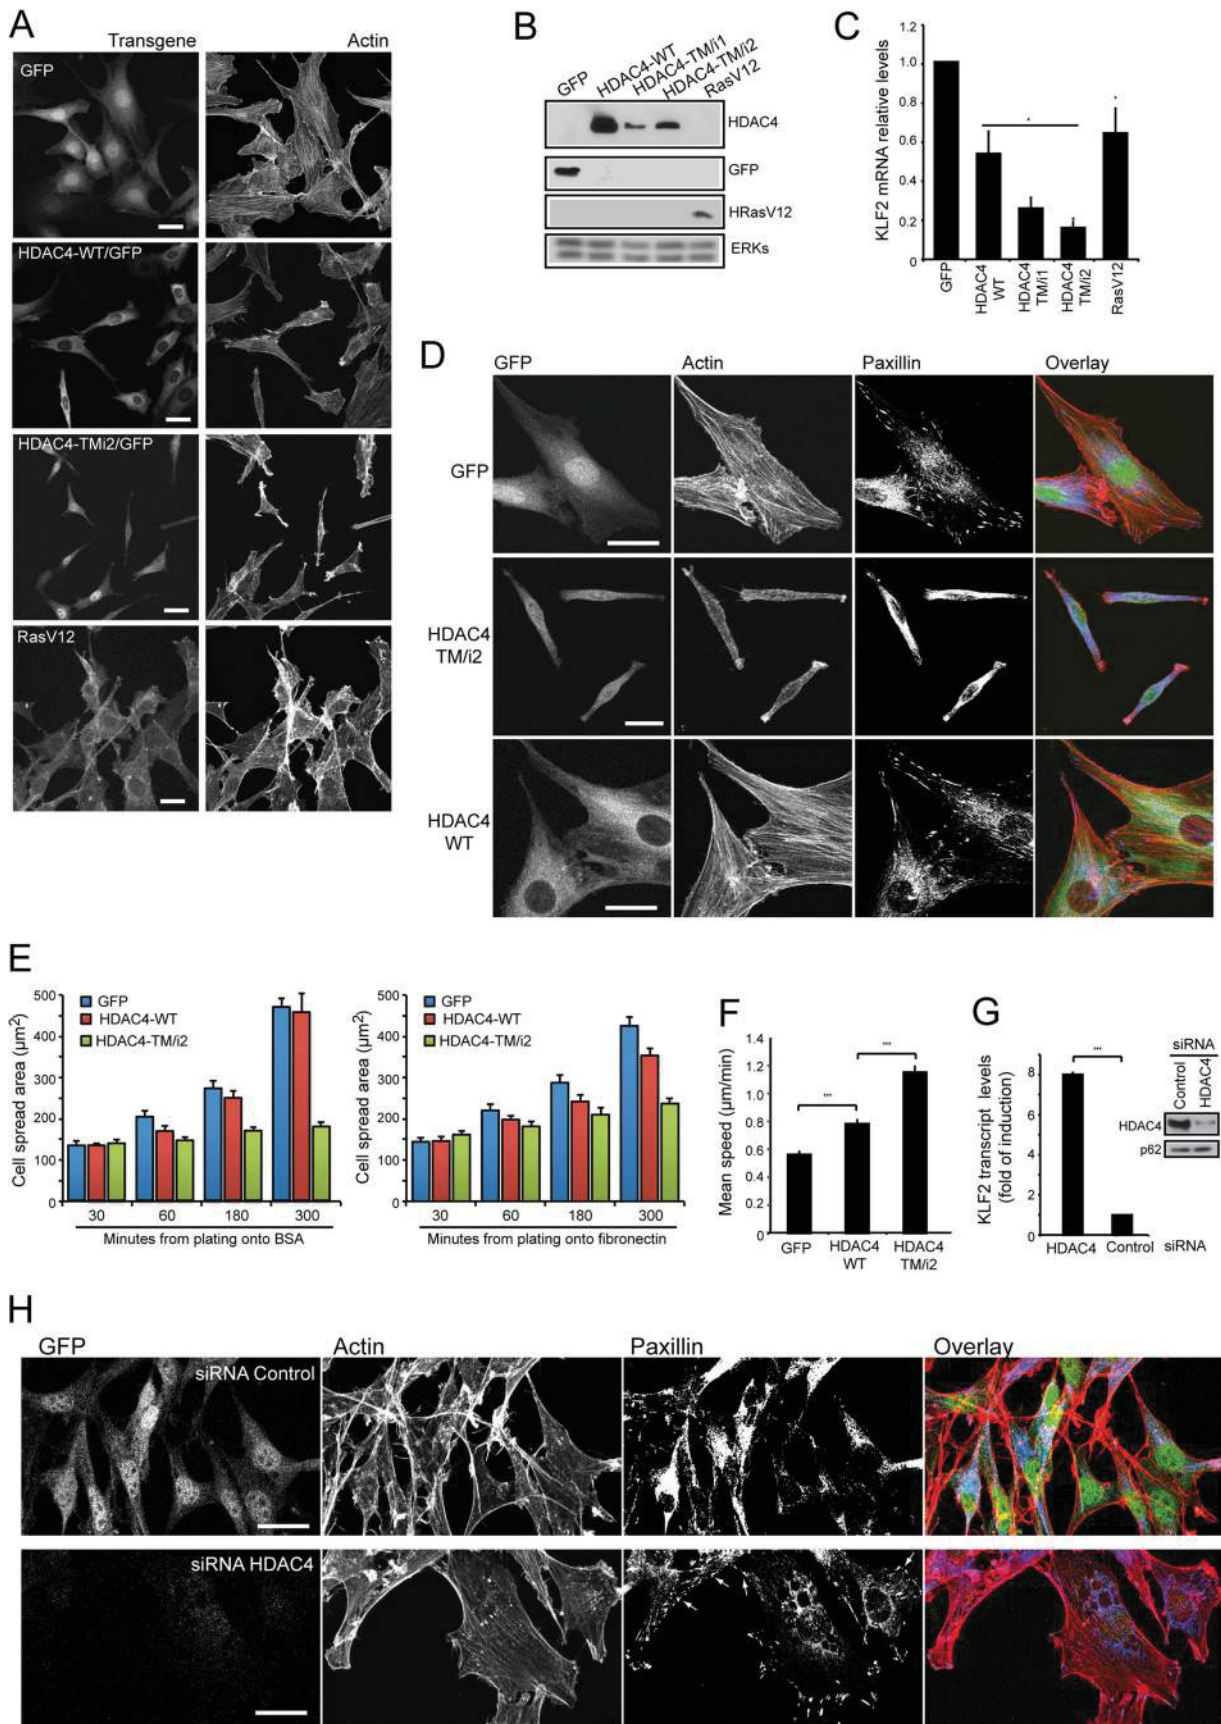 A
Transgene
Actin
GFP
HDAC4-WT/GFP
HDAC4-TMi2/GFP
RasV12
B
GFP
HDAC4-WT
HDAC4-TM/i1
HDAC4-TM/i2
RasV12
HDAC4
GFP
HRasV12
ERKs
C
KLF2 mRNA relative levels
1.2
1.0
0.8
0.6
0.4
0.2
0
*
*
*
GFP
HDAC4
WT
HDAC4
TM/i1
HDAC4
TM/i2
RasV12
D
GFP
Actin
Paxillin
Overlay
GFP
HDAC4
TM/i2
HDAC4
WT
E
Cell spread area (µm²)
500
400
300
200
100
0
GFP
HDAC4-WT
HDAC4-TM/i2
30
60
180
300
Minutes from plating onto BSA
Cell spread area (µm²)
500
400
300
200
100
0
GFP
HDAC4-WT
HDAC4-TM/i2
30
60
180
300
Minutes from plating onto fibronectin
F
Mean speed (µm/min)
1.4
1.2
1
0.8
0.6
0.4
0.2
0
***
***
GFP
HDAC4
WT
HDAC4
TM/i2
G
KLF2 transcript levels
(fold of induction)
8
6
4
2
0
***
HDAC4
Control
siRNA
siRNA
Control
HDAC4
HDAC4
p62
H
GFP
Actin
Paxillin
Overlay
siRNA Control
siRNA HDAC4